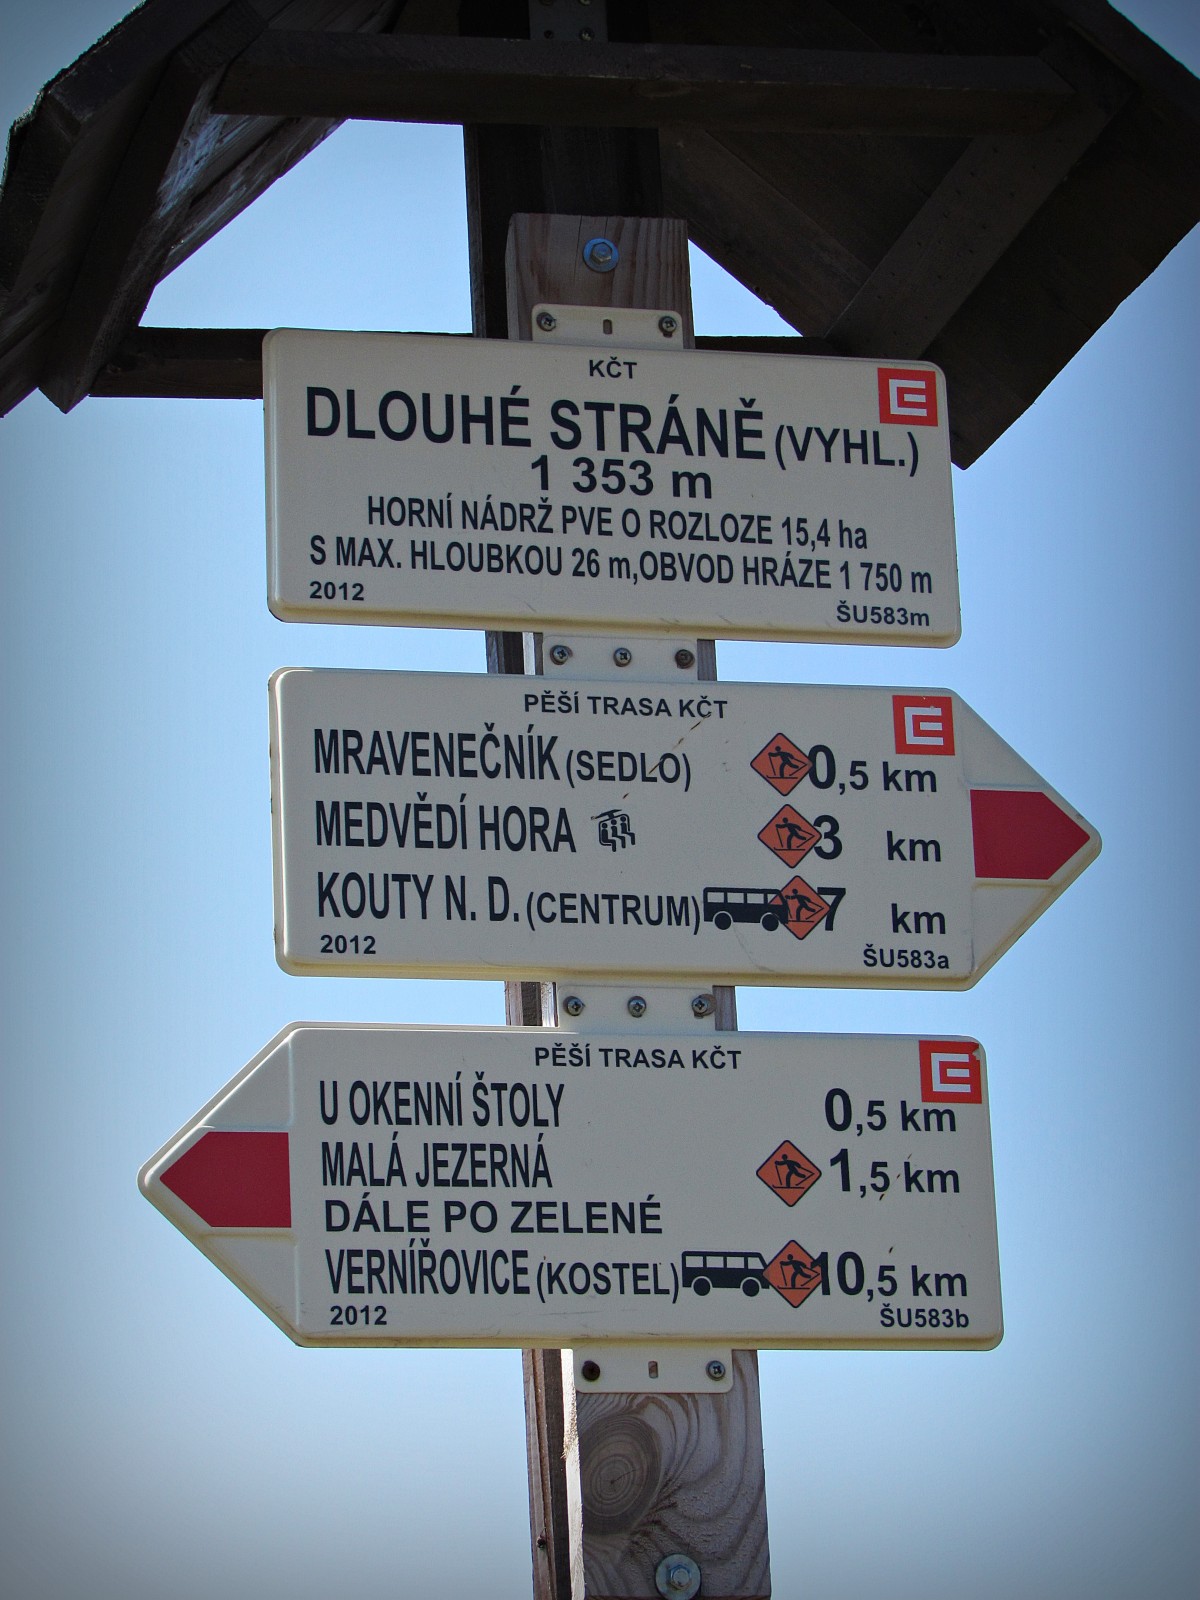 KČT
DLOUHÉ STRÁNĚ (VYHL.)
1 353 m
HORNÍ NÁDRŽ PVE O ROZLOZE 15,4 ha
S MAX. HLOUBKOU 26 m,OBVOD HRÁZE 1 750 m
2012 ŠU583m
PĚŠÍ TRASA KČT
MRAVENEČNÍK (SEDLO) 0,5 km
MEDVĚDÍ HORA 3 km
KOUTY N. D. (CENTRUM) 7 km
2012 ŠU583a
PĚŠÍ TRASA KČT
U OKENNÍ ŠTOLY 0,5 km
MALÁ JEZERNÁ 1,5 km
DÁLE PO ZELENÉ
VERNÍŘOVICE (KOSTEL) 10,5 km
2012 ŠU583b